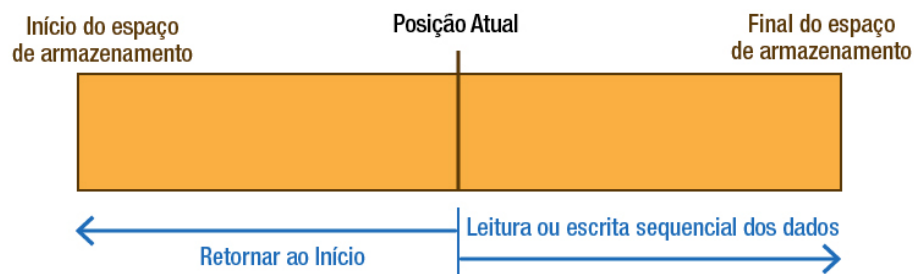 Início do espaço
de armazenamento
Posição Atual
Final do espaço
de armazenamento
Leitura ou escrita sequencial dos dados
Retornar ao Início